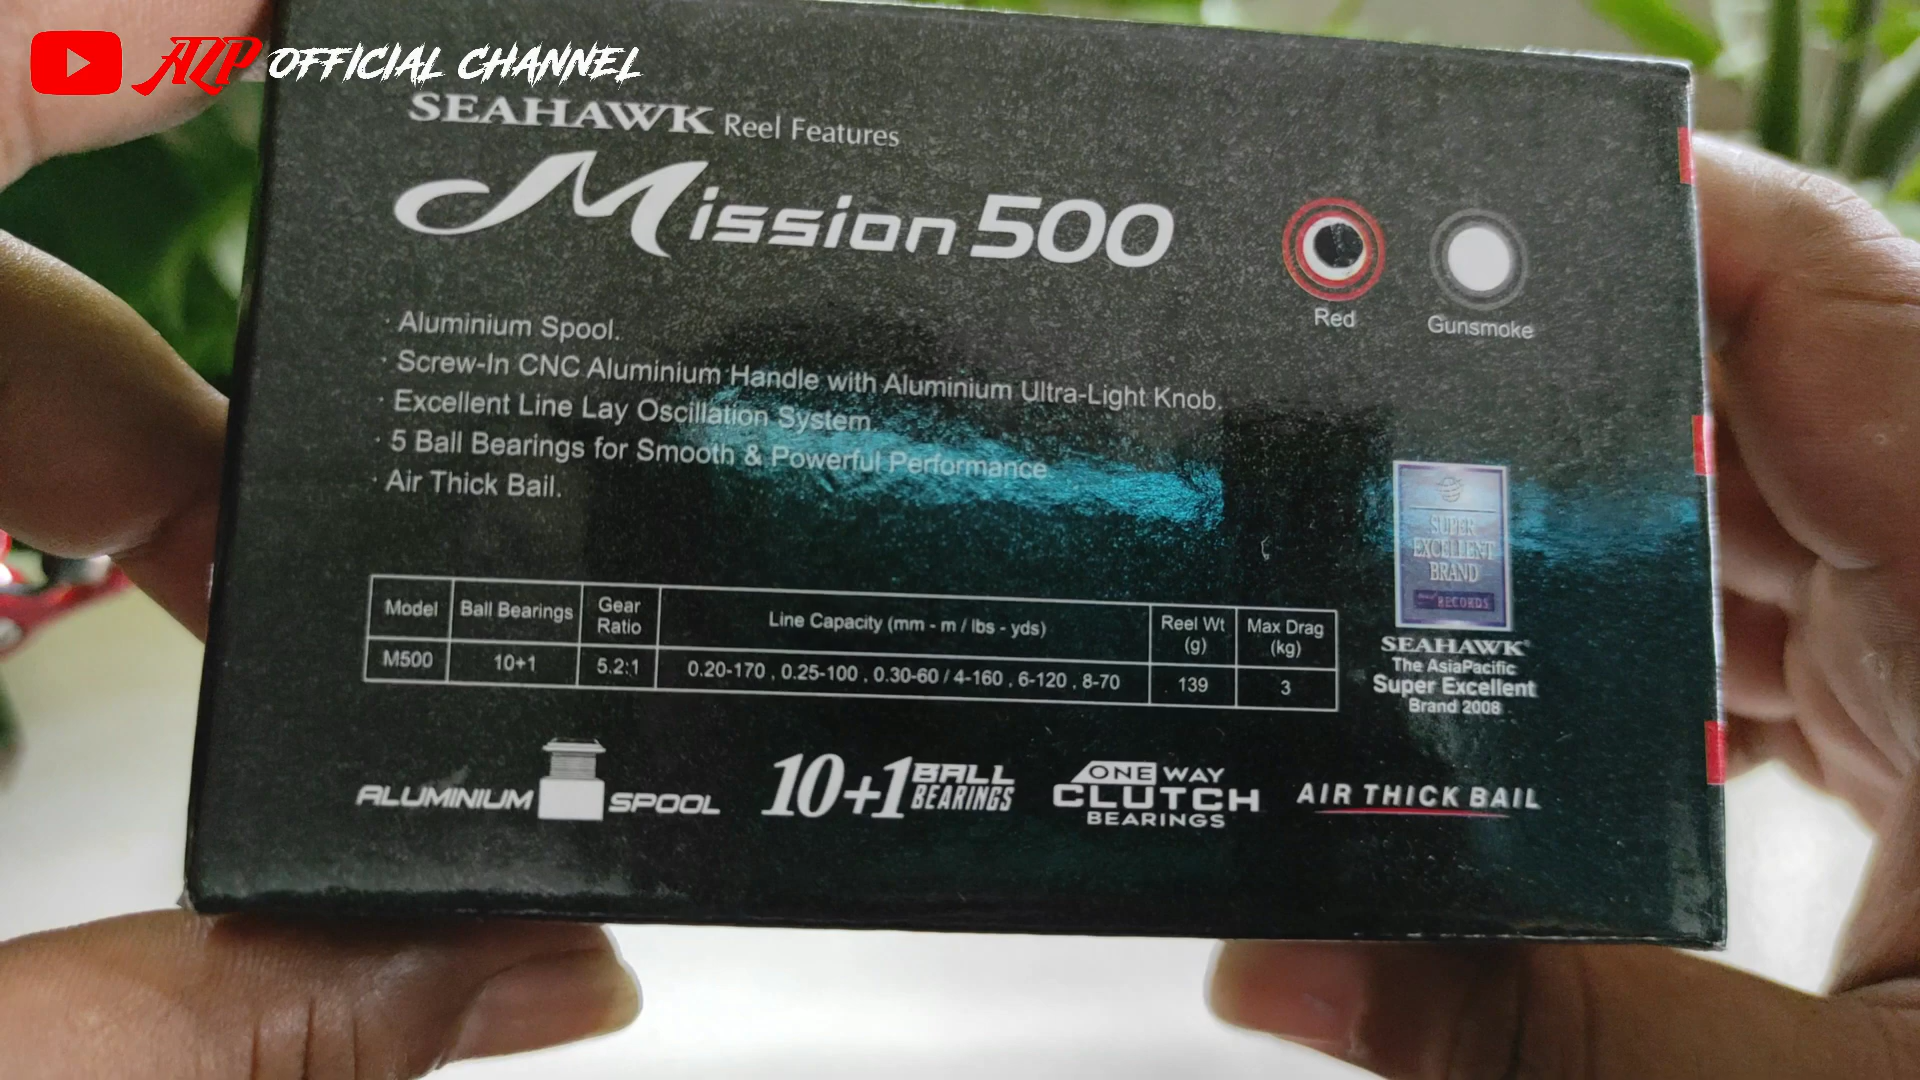 ALP OFFICIAL CHANNEL
SEAHAWK Reel Features
Mission 500
Red
Gunsmoke
· Aluminium Spool.
· Screw-In CNC Aluminium Handle with Aluminium Ultra-Light Knob.
· Excellent Line Lay Oscillation System
· 5 Ball Bearings for Smooth & Powerful Performance
· Air Thick Bail.
SUPER
EXCELLENT
BRAND
RECORDS
SEAHAWK
The AsiaPacific
Super Excellent
Brand 2008
Model Ball Bearings Gear Ratio Line Capacity (mm - m / lbs - yds) Reel Wt (g) Max Drag (kg)
M500 10+1 5.2:1 0.20-170 , 0.25-100 , 0.30-60 / 4-160 , 6-120 , 8-70 139 3
ALUMINIUM SPOOL
10+1 BALL BEARINGS
ONE WAY
CLUTCH
BEARINGS
AIR THICK BAIL